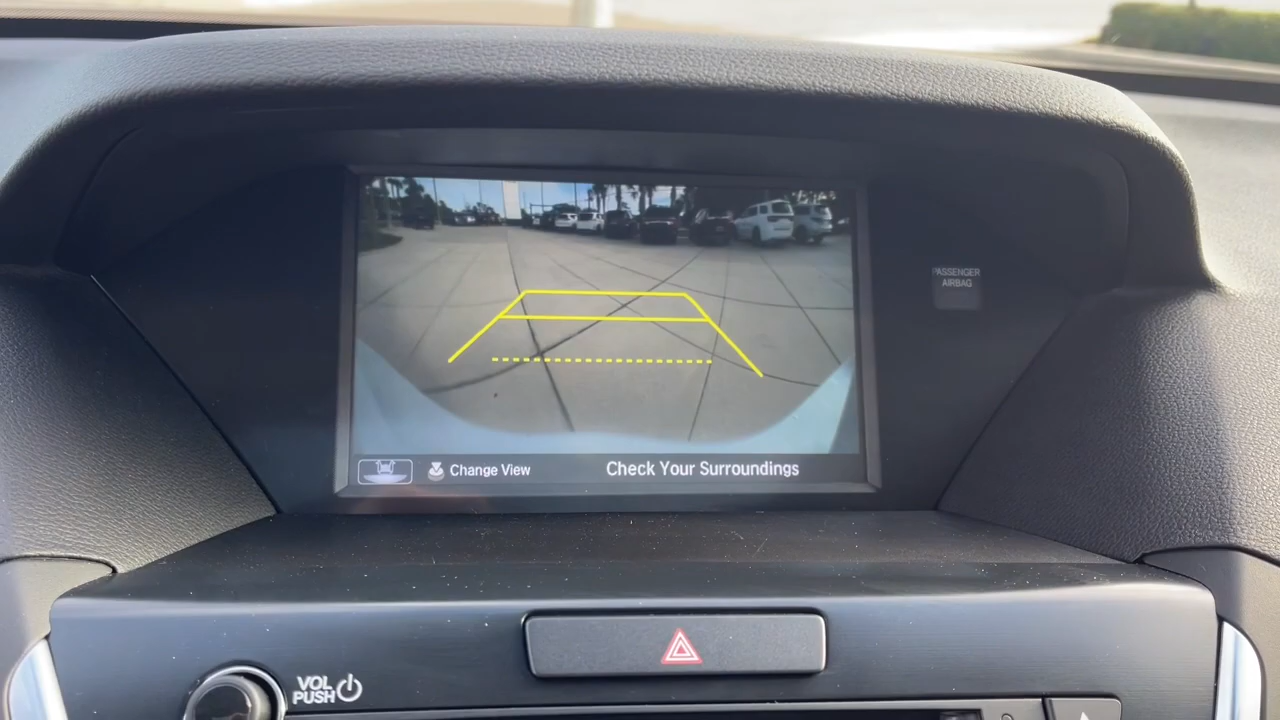 PASSENGER
AIRBAG
Change View
Check Your Surroundings
VOL
PUSH